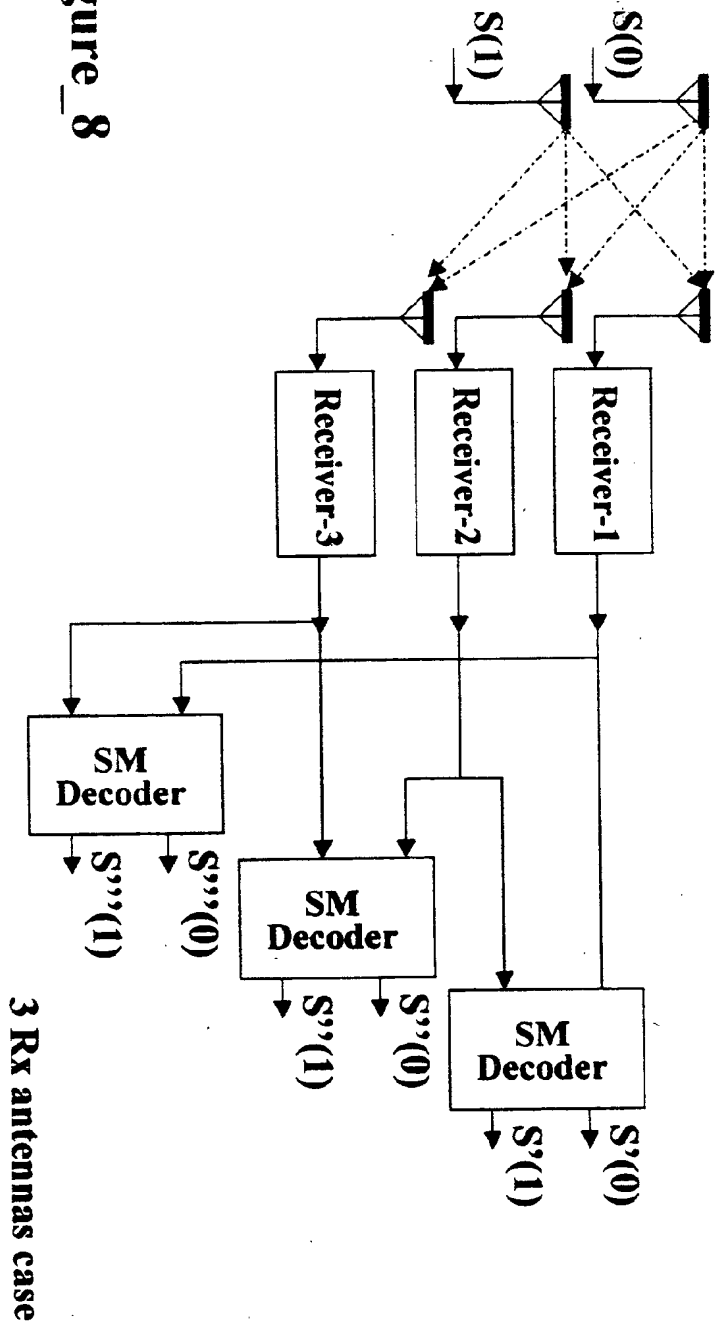 S(0)
S(1)
Receiver-1
Receiver-2
Receiver-3
SM
Decoder
S’(0)
S’(1)
SM
Decoder
S’’(0)
S’’(1)
SM
Decoder
S’’’(0)
S’’’(1)
3 Rx antennas case
gure_8